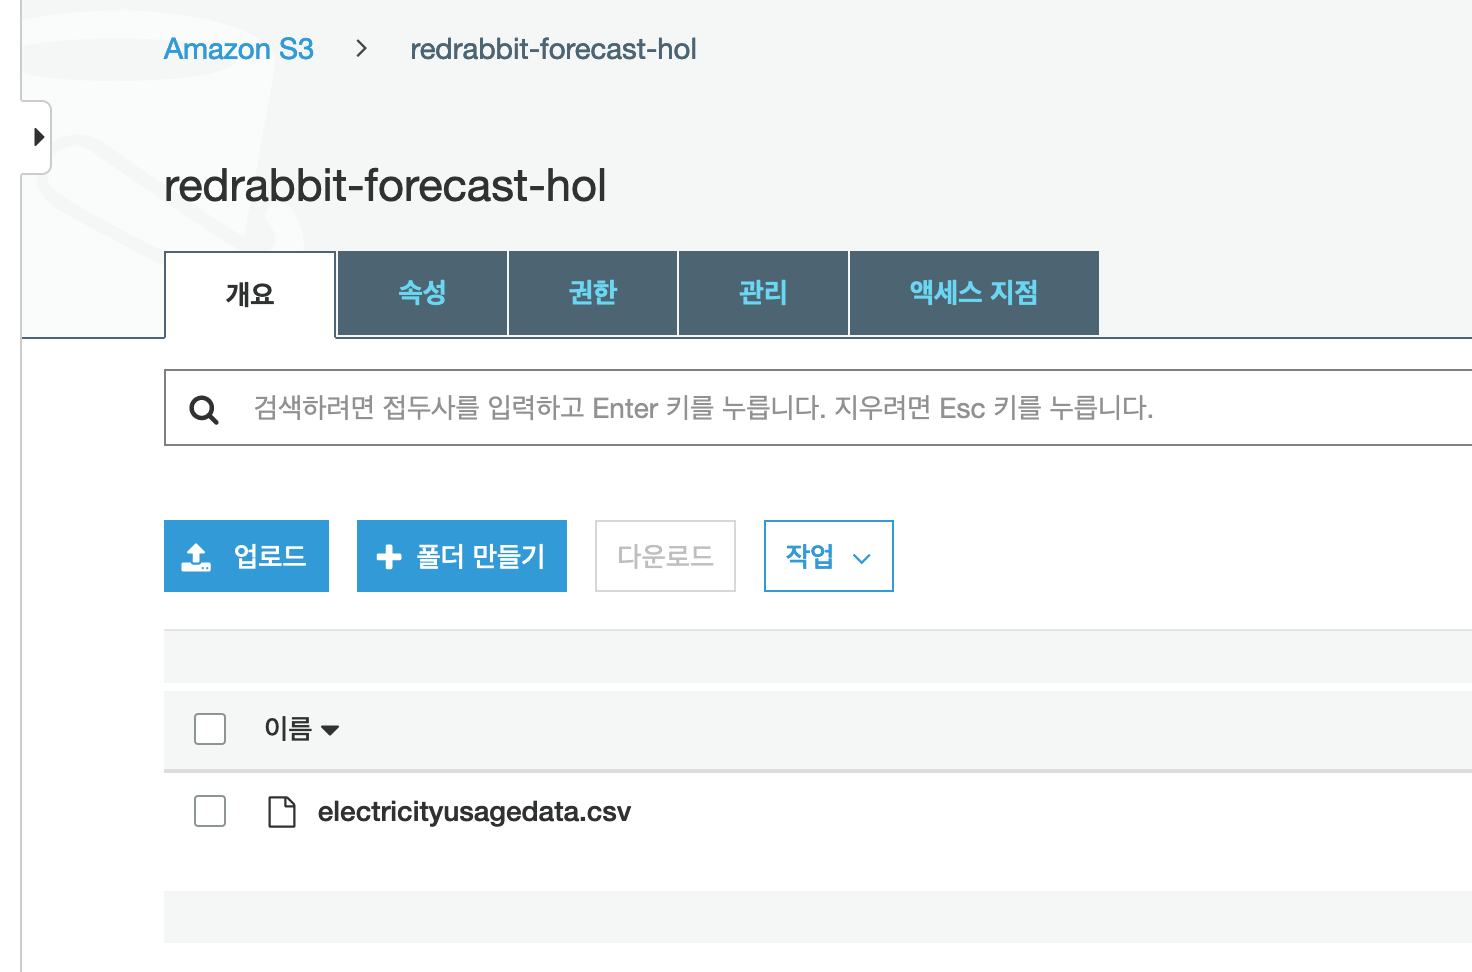 Amazon S3 > redrabbit-forecast-hol
redrabbit-forecast-hol
개요 속성 권한 관리 액세스 지점
검색하려면 접두사를 입력하고 Enter 키를 누릅니다. 지우려면 Esc 키를 누릅니다.
업로드 폴더 만들기 다운로드 작업
이름
electricityusagedata.csv